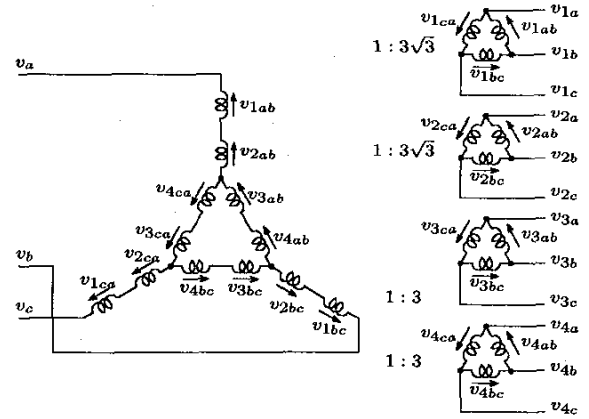 v1ca
v1a
v1ab
1 : 3√3
v1b
v1bc
v1c
va
v1ab
v2ca
v2a
v2ab
1 : 3√3
v2b
v2bc
v2c
v2ab
v4ca
v3ab
v3ca
v4ab
v3ca
v3a
v3ab
v3b
v3bc
1 : 3
v3c
vb
v2ca
v1ca
v4bc
v3bc
v2bc
vc
v1bc
v4ca
v4a
v4ab
1 : 3
v4b
v4bc
v4c